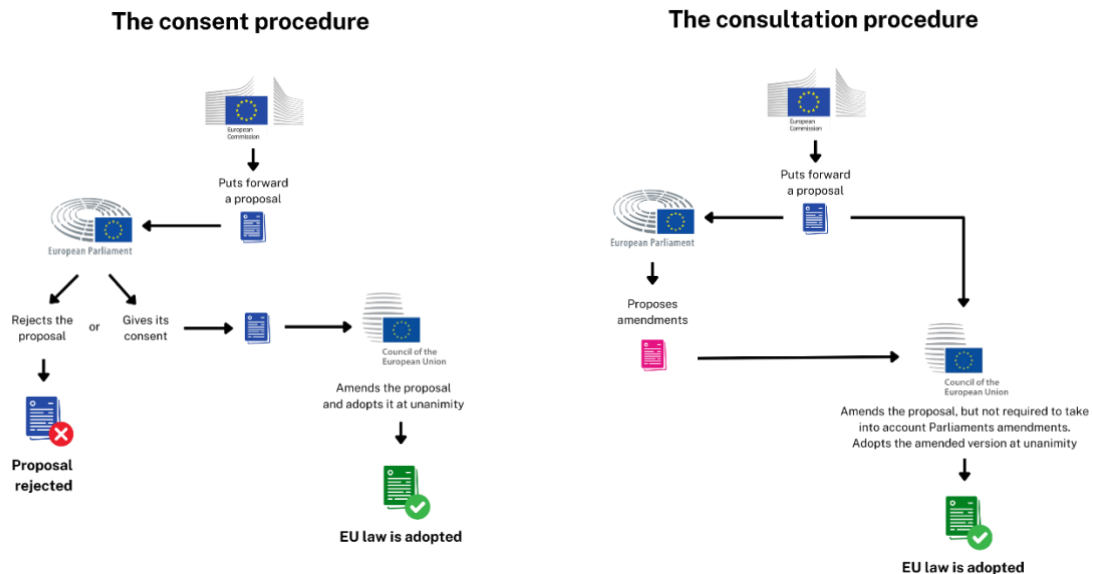 The consent procedure
European
Commission
Puts forward
a proposal
European Parliament
Rejects the
proposal
or
Gives its
consent
Council of the
European Union
Amends the proposal
and adopts it at unanimity
Proposal
rejected
EU law is adopted
The consultation procedure
European
Commission
Puts forward
a proposal
European Parliament
Proposes
amendments
Council of the
European Union
Amends the proposal, but not required to take
into account Parliaments amendments.
Adopts the amended version at unanimity
EU law is adopted